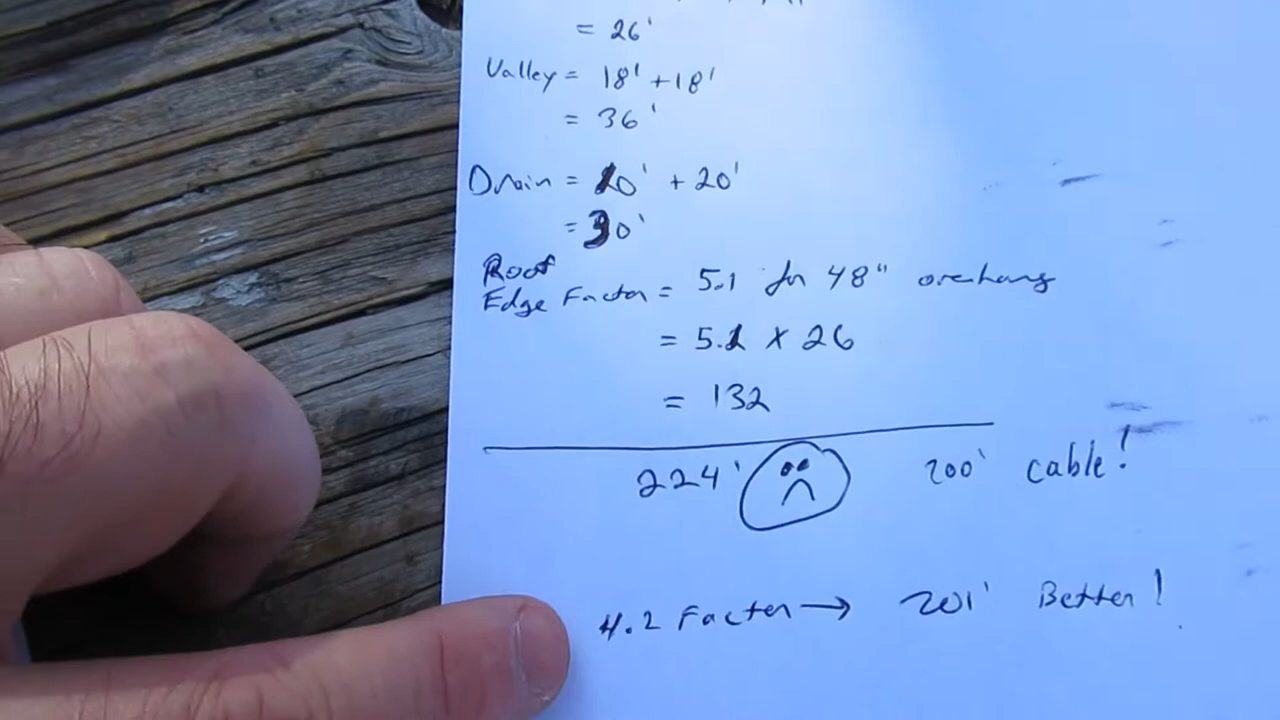 = 26'
Valley = 18' + 18'
= 36'
Drain = 10' + 20'
= 30'
Roof
Edge Factor = 5.1 for 48" overhang
= 5.1 x 26
= 132
224' 200' cable!
4.2 Factor → 201' Better!